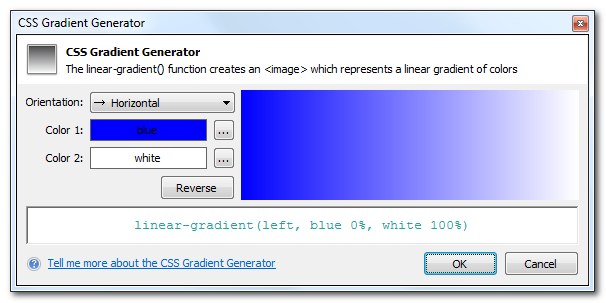 CSS Gradient Generator
CSS Gradient Generator
The linear-gradient() function creates an <image> which represents a linear gradient of colors
Orientation: → Horizontal
Color 1: blue ...
Color 2: white ...
Reverse
linear-gradient(left, blue 0%, white 100%)
? Tell me more about the CSS Gradient Generator OK Cancel